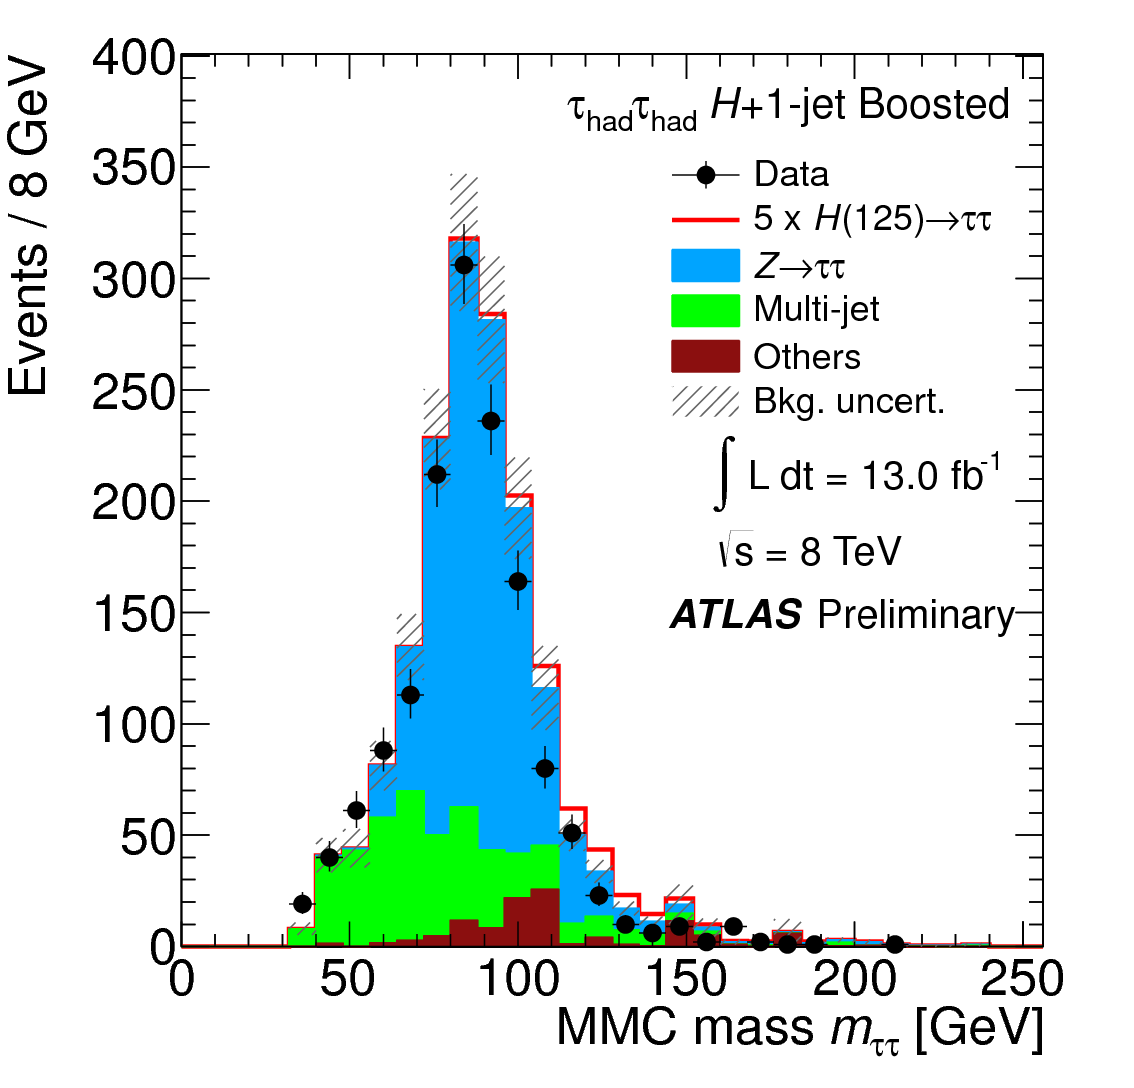 Events / 8 GeV
400
350
300
250
200
150
100
50
0
τhadτhad H+1-jet Boosted
Data
5 x H(125)→ττ
Z→ττ
Multi-jet
Others
Bkg. uncert.
∫ L dt = 13.0 fb-1
√s = 8 TeV
ATLAS Preliminary
0 50 100 150 200 250
MMC mass mττ [GeV]